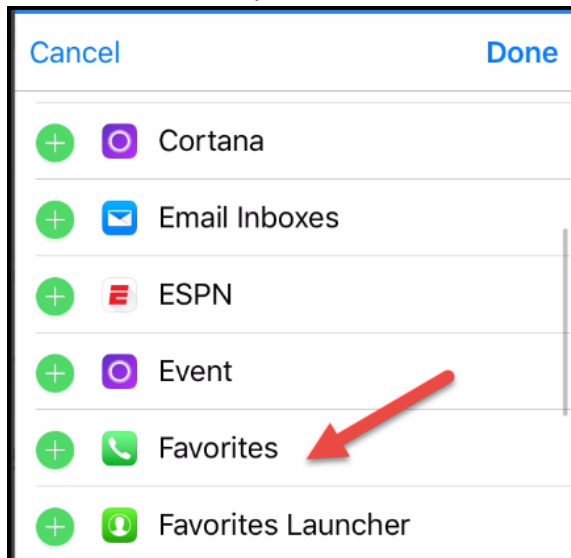 Cancel Done
Cortana
Email Inboxes
ESPN
Event
Favorites
Favorites Launcher